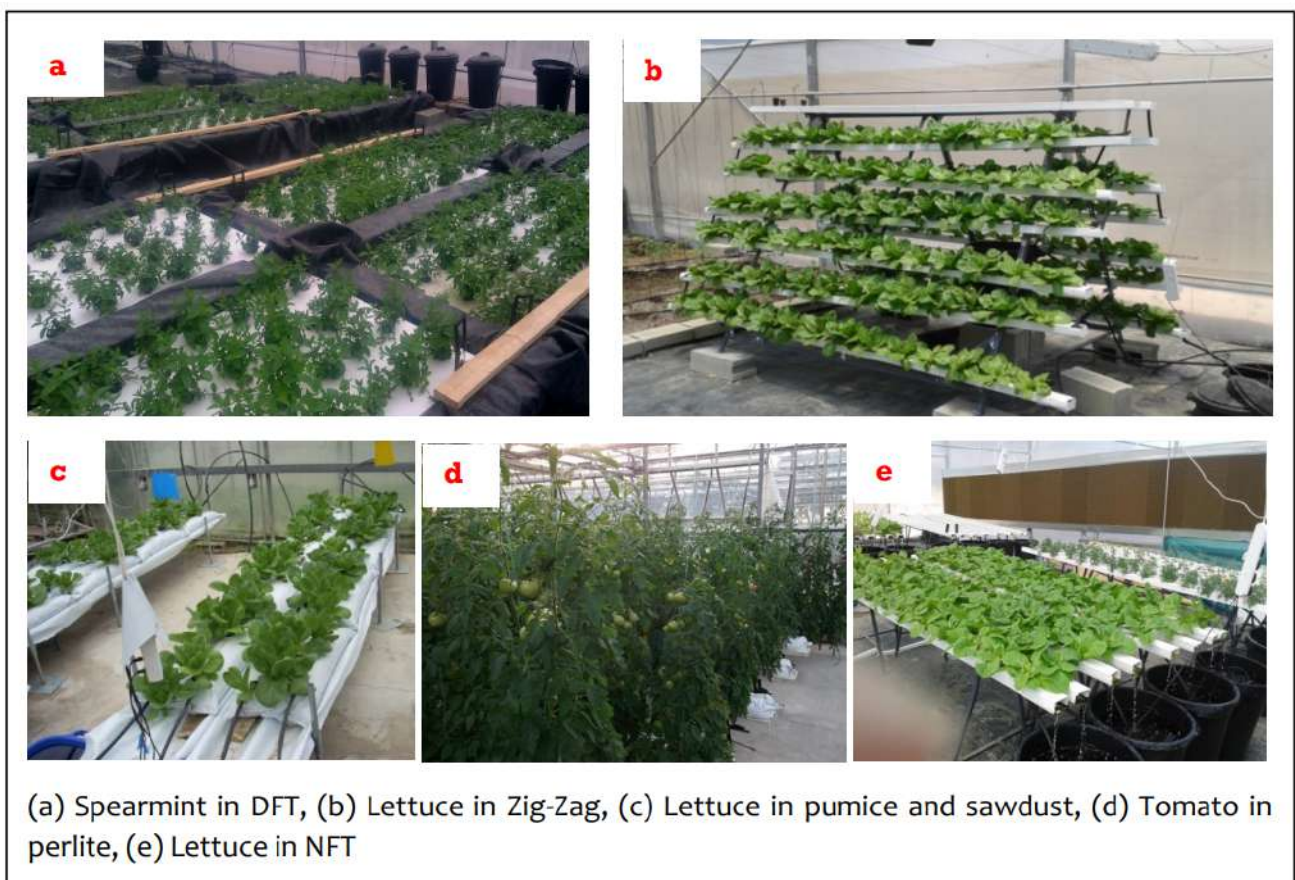 a
b
c
d
e
(a) Spearmint in DFT, (b) Lettuce in Zig-Zag, (c) Lettuce in pumice and sawdust, (d) Tomato in
perlite, (e) Lettuce in NFT